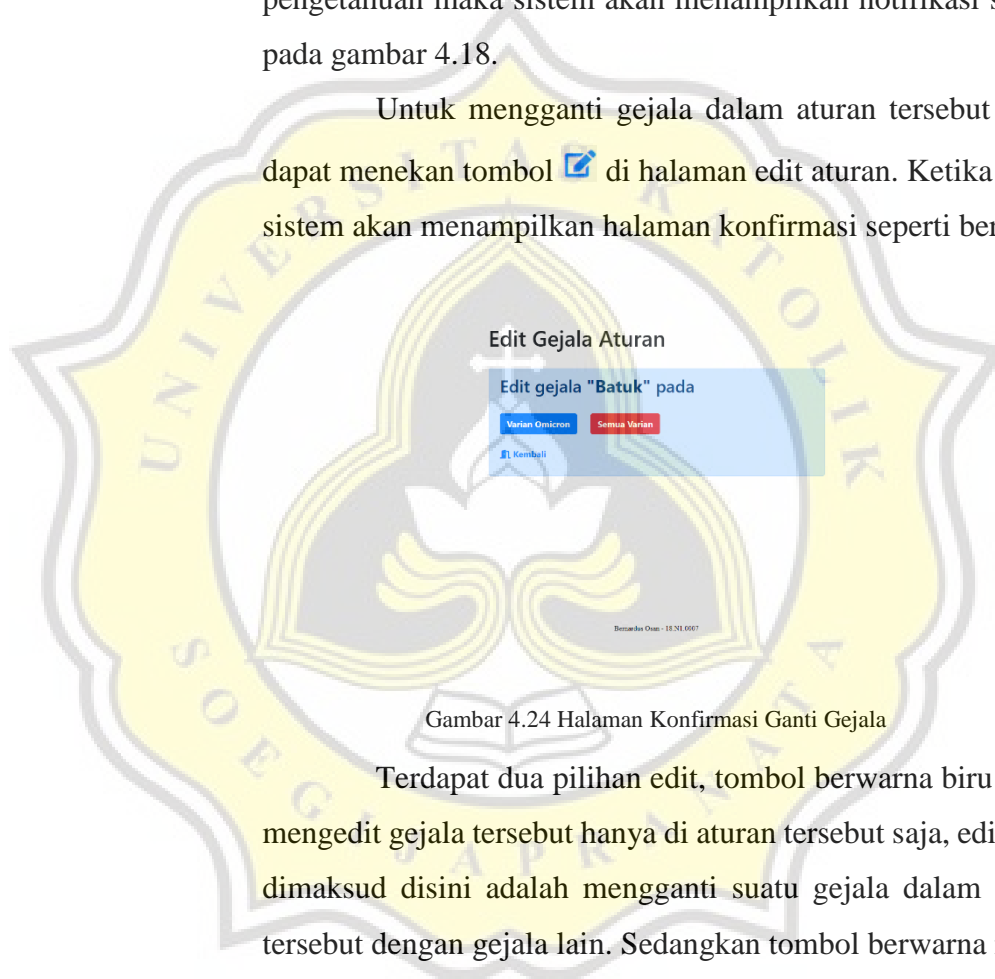 pengetahuan maka sistem akan menampilkan notifikasi s
pada gambar 4.18.
Untuk mengganti gejala dalam aturan tersebut
dapat menekan tombol di halaman edit aturan. Ketika
sistem akan menampilkan halaman konfirmasi seperti ber
Edit Gejala Aturan
Edit gejala "Batuk" pada
Varian Omicron Semua Varian
Kembali
Bernardus Osan - 18.N1.0007
Gambar 4.24 Halaman Konfirmasi Ganti Gejala
Terdapat dua pilihan edit, tombol berwarna biru
mengedit gejala tersebut hanya di aturan tersebut saja, edi
dimaksud disini adalah mengganti suatu gejala dalam
tersebut dengan gejala lain. Sedangkan tombol berwarna
UNIVERSITAS KATOLIK
SOEGIJAPRANATA